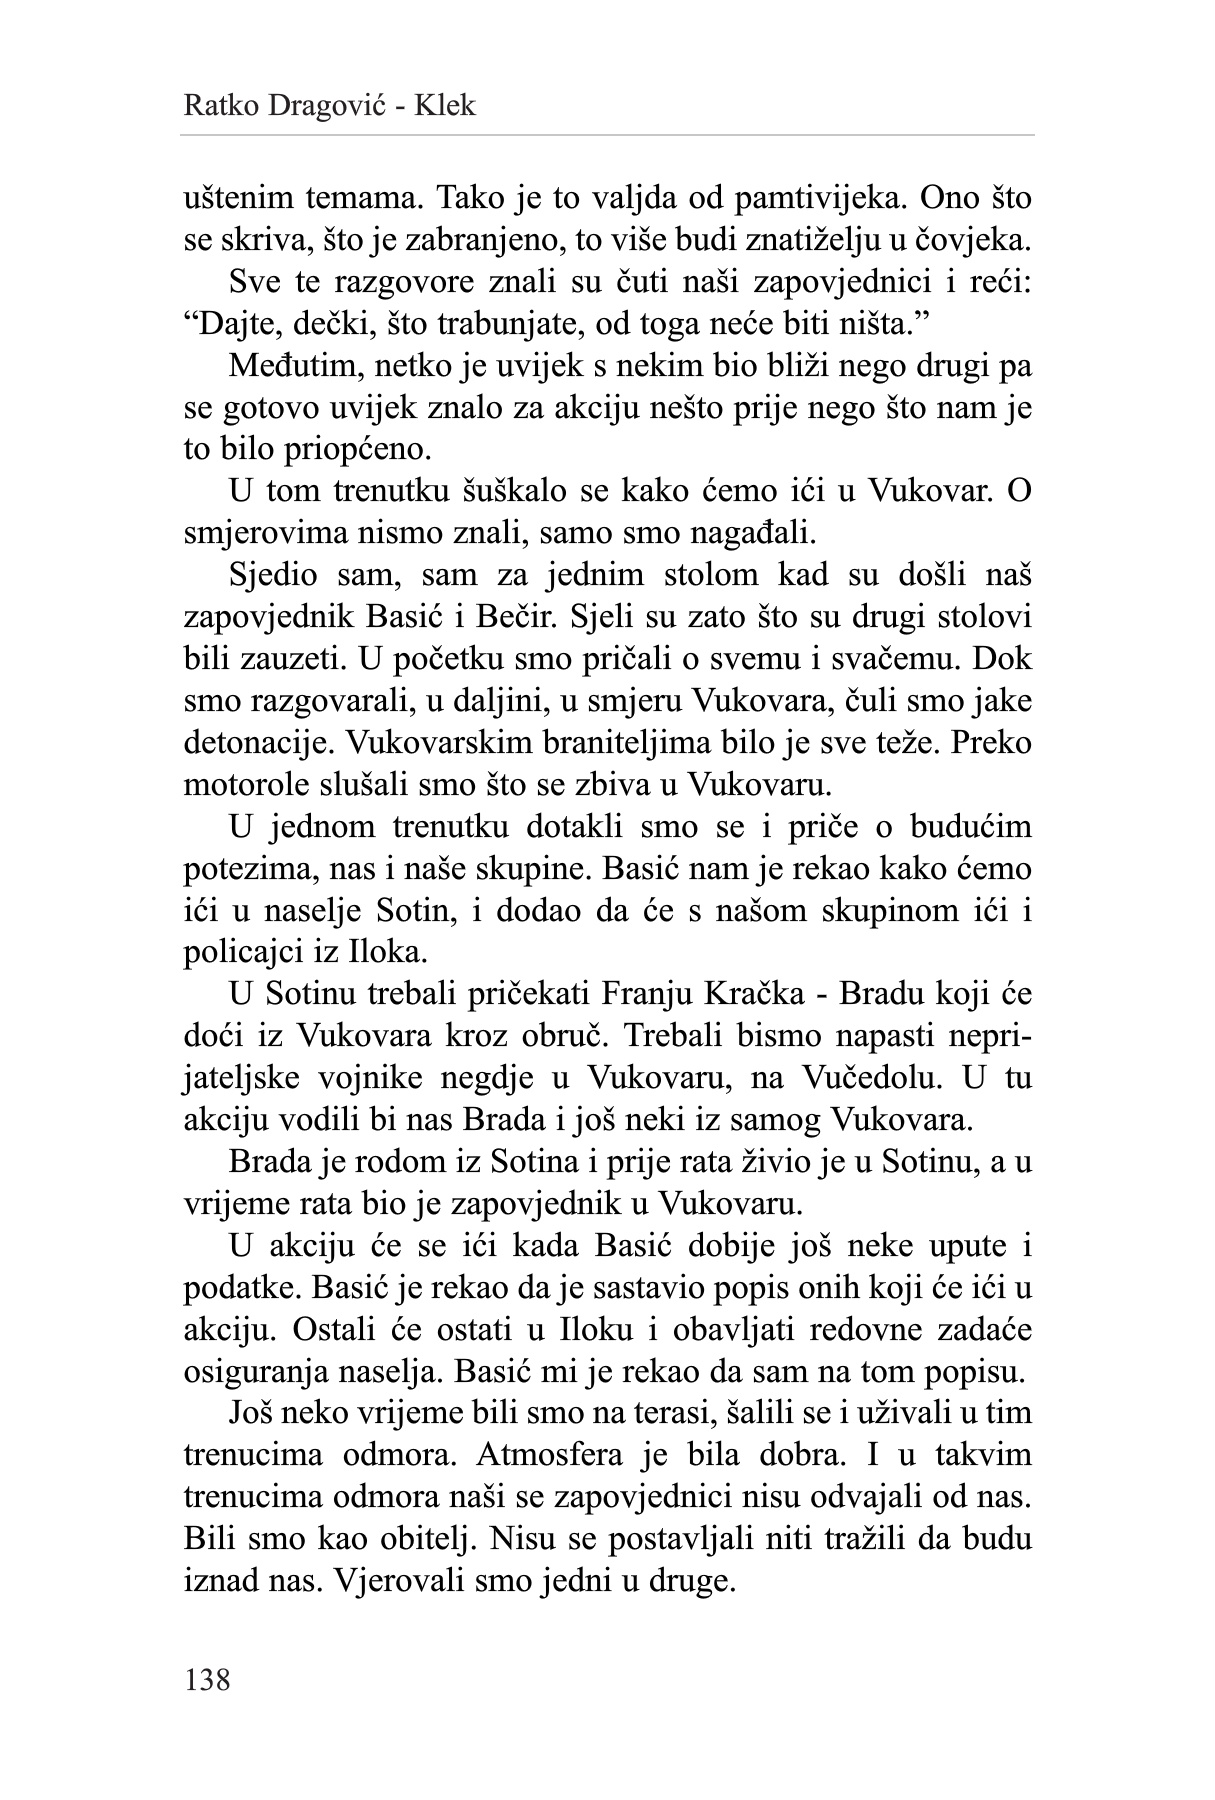 Ratko Dragović - Klek
uštenim temama. Tako je to valjda od pamtivijeka. Ono što
se skriva, što je zabranjeno, to više budi znatiželju u čovjeka.
Sve te razgovore znali su čuti naši zapovjednici i reći:
“Dajte, dečki, što trabunjate, od toga neće biti ništa.”
Međutim, netko je uvijek s nekim bio bliži nego drugi pa
se gotovo uvijek znalo za akciju nešto prije nego što nam je
to bilo priopćeno.
U tom trenutku šuškalo se kako ćemo ići u Vukovar. O
smjerovima nismo znali, samo smo nagađali.
Sjedio sam, sam za jednim stolom kad su došli naš
zapovjednik Basić i Bečir. Sjeli su zato što su drugi stolovi
bili zauzeti. U početku smo pričali o svemu i svačemu. Dok
smo razgovarali, u daljini, u smjeru Vukovara, čuli smo jake
detonacije. Vukovarskim braniteljima bilo je sve teže. Preko
motorole slušali smo što se zbiva u Vukovaru.
U jednom trenutku dotakli smo se i priče o budućim
potezima, nas i naše skupine. Basić nam je rekao kako ćemo
ići u naselje Sotin, i dodao da će s našom skupinom ići i
policajci iz Iloka.
U Sotinu trebali pričekati Franju Kračka - Bradu koji će
doći iz Vukovara kroz obruč. Trebali bismo napasti nepri-
jateljske vojnike negdje u Vukovaru, na Vučedolu. U tu
akciju vodili bi nas Brada i još neki iz samog Vukovara.
Brada je rodom iz Sotina i prije rata živio je u Sotinu, a u
vrijeme rata bio je zapovjednik u Vukovaru.
U akciju će se ići kada Basić dobije još neke upute i
podatke. Basić je rekao da je sastavio popis onih koji će ići u
akciju. Ostali će ostati u Iloku i obavljati redovne zadaće
osiguranja naselja. Basić mi je rekao da sam na tom popisu.
Još neko vrijeme bili smo na terasi, šalili se i uživali u tim
trenucima odmora. Atmosfera je bila dobra. I u takvim
trenucima odmora naši se zapovjednici nisu odvajali od nas.
Bili smo kao obitelj. Nisu se postavljali niti tražili da budu
iznad nas. Vjerovali smo jedni u druge.
138